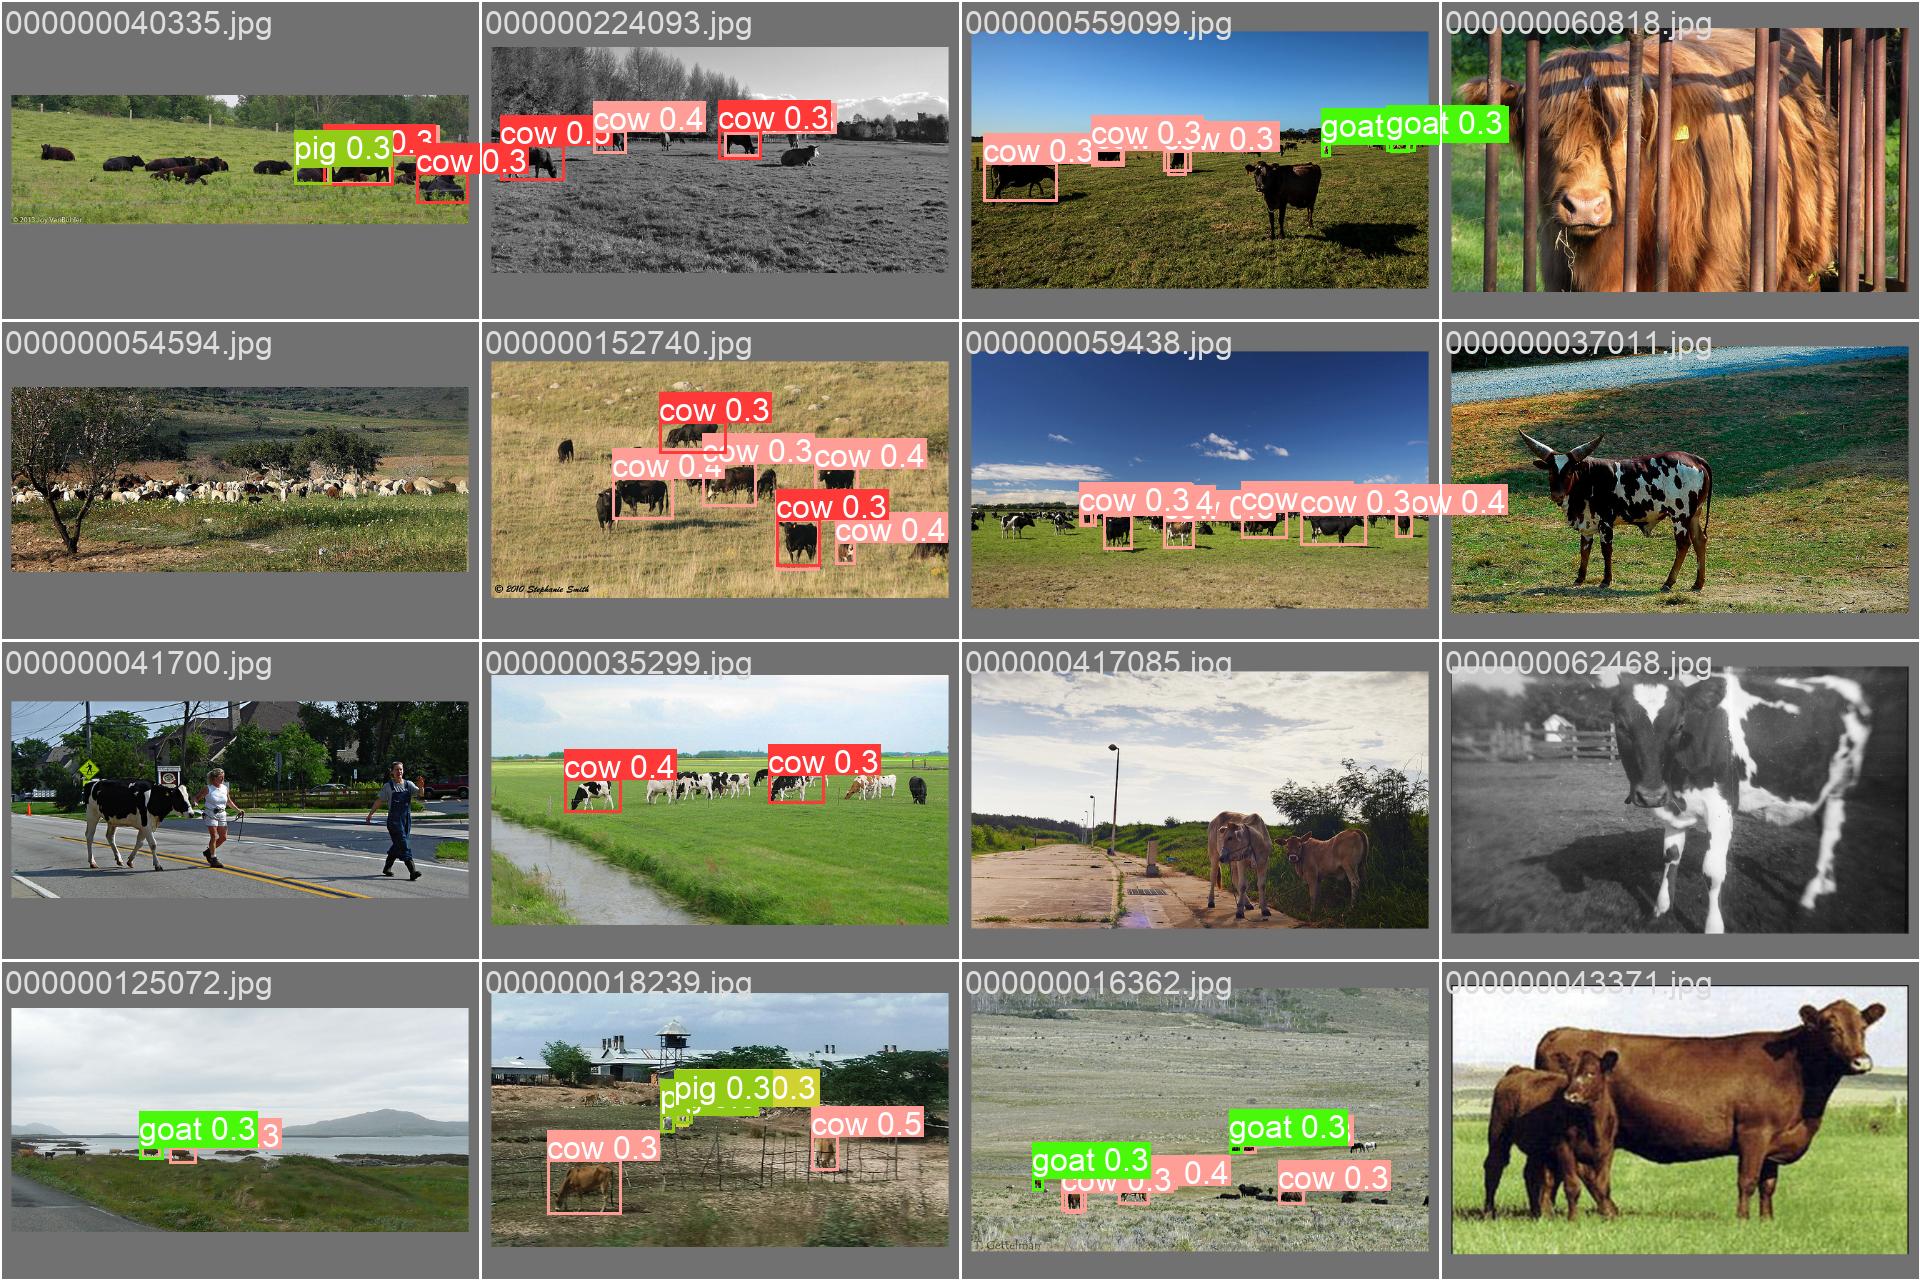 000000040335.jpg
pig 0.3
0.3
cow 0.3
© 2013 Joy VanBuhler
000000224093.jpg
cow 0.5
cow 0.4
cow 0.3
000000559099.jpg
cow 0.3
cow 0.3
w 0.3
goat
goat 0.3
000000060818.jpg
000000054594.jpg
000000152740.jpg
cow 0.3
cow 0.4
cow 0.3
cow 0.4
cow 0.3
cow 0.4
© 2010 Stephanie Smith
000000059438.jpg
cow 0.3
4
cow
cow 0.3
ow 0.4
000000037011.jpg
000000041700.jpg
000000035299.jpg
cow 0.4
cow 0.3
000000417085.jpg
000000062468.jpg
000000125072.jpg
goat 0.3
3
000000018239.jpg
p
pig 0.3
0.3
cow 0.3
cow 0.5
000000016362.jpg
goat 0.3
goat 0.3
cow 0.3
0.4
cow 0.3
Gettelman
000000043371.jpg